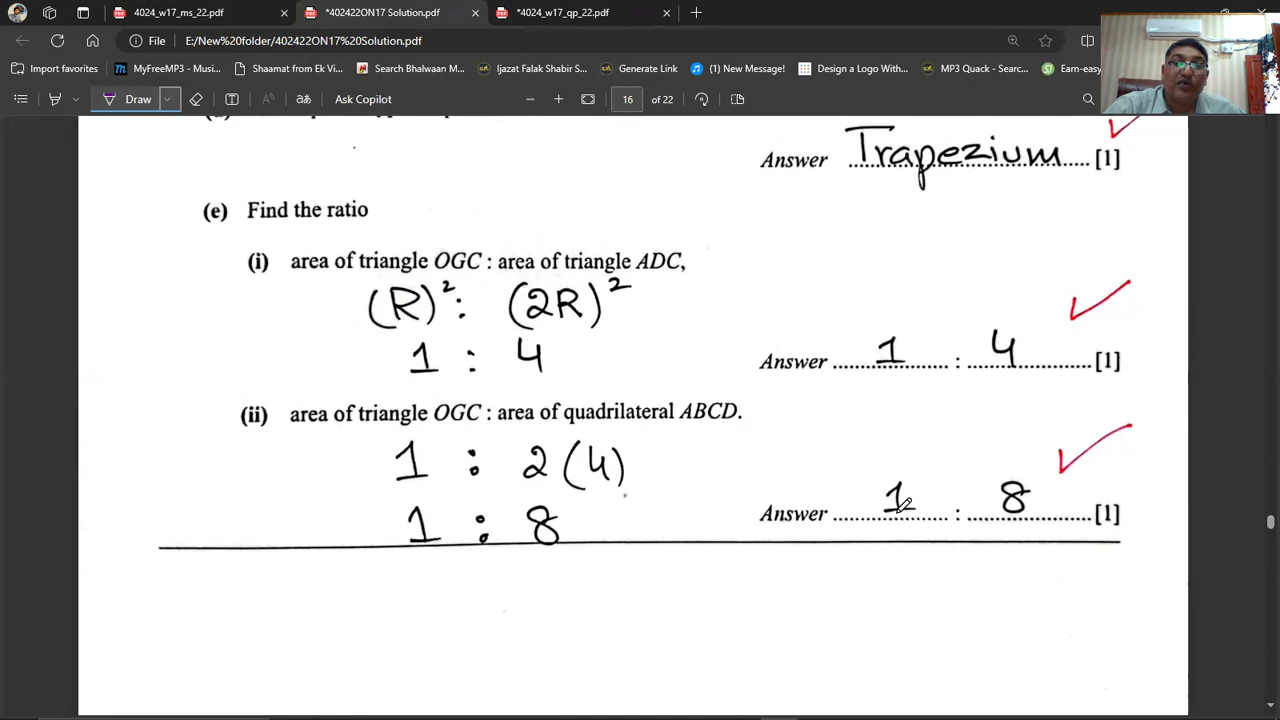 4024_w17_ms_22.pdf
*402422ON17 Solution.pdf
*4024_w17_qp_22.pdf
File
E:/New%20folder/402422ON17%20Solution.pdf
Import favorites
MyFreeMP3 - Musi...
Shaamat from Ek Vi...
Search Bhalwaan M...
Ijazat Falak Shabir S...
Generate Link
(1) New Message!
Design a Logo With...
MP3 Quack - Searc...
Earn-easy
Draw
Ask Copilot
16 of 22
Answer Trapezium [1]
(e) Find the ratio
(i) area of triangle OGC : area of triangle ADC,
(R)² : (2R)²
1 : 4
Answer 1 : 4 [1]
(ii) area of triangle OGC : area of quadrilateral ABCD.
1 : 2(4)
1 : 8
Answer 1 : 8 [1]